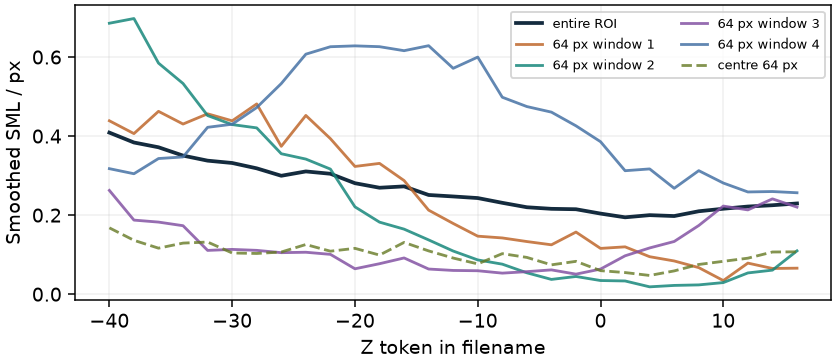 entire ROI
64 px window 1
64 px window 2
64 px window 3
64 px window 4
centre 64 px
Smoothed SML / px
0.6
0.4
0.2
0.0
−40 −30 −20 −10 0 10
Z token in filename